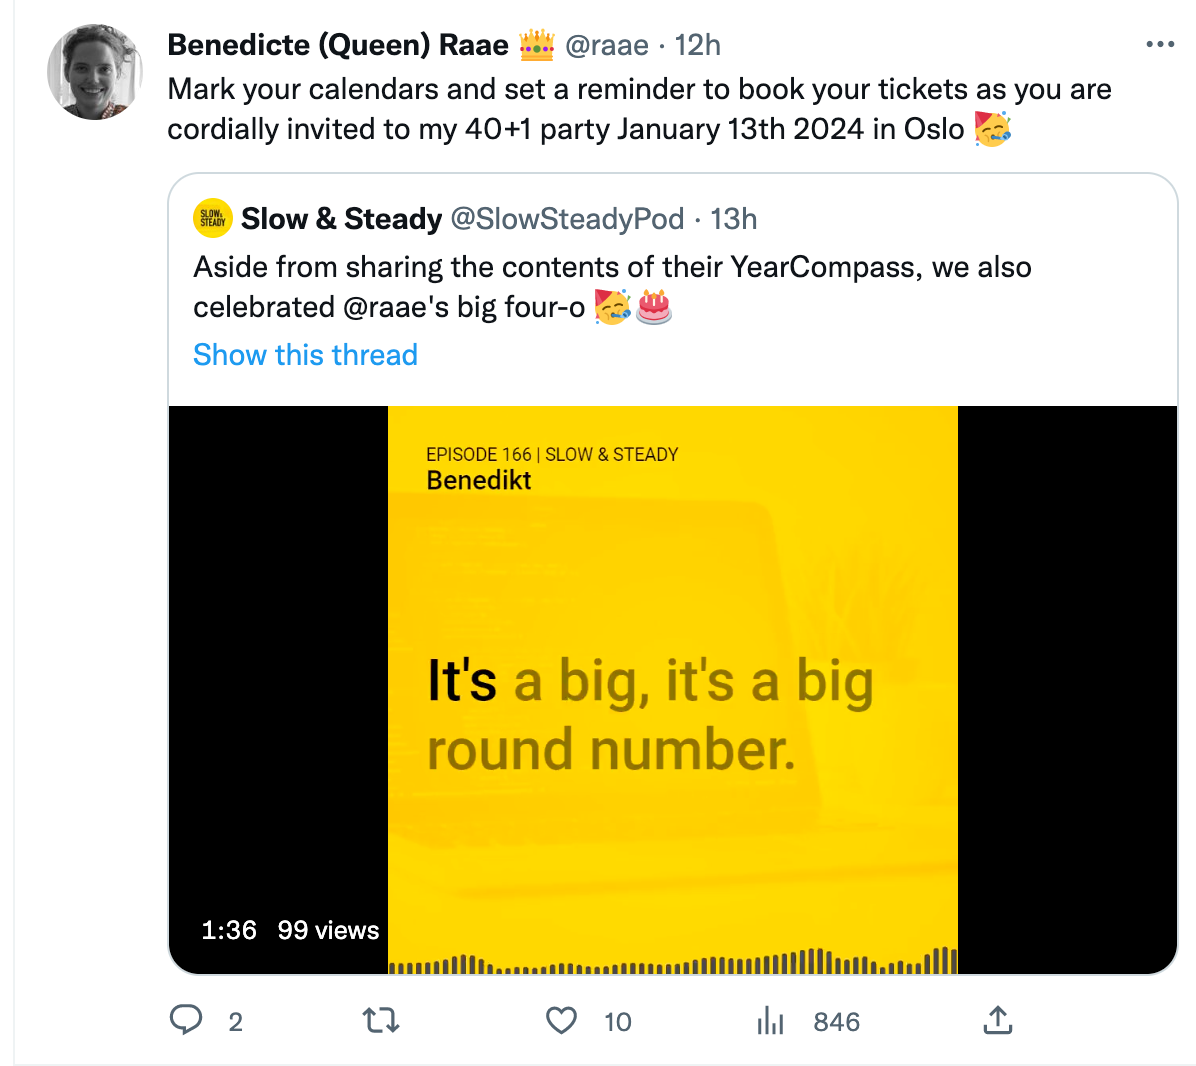 Benedicte (Queen) Raae 👑 @raae · 12h
Mark your calendars and set a reminder to book your tickets as you are
cordially invited to my 40+1 party January 13th 2024 in Oslo 🥳
SLOW &
STEADY
Slow & Steady @SlowSteadyPod · 13h
Aside from sharing the contents of their YearCompass, we also
celebrated @raae's big four-o 🥳🎂
Show this thread
EPISODE 166 | SLOW & STEADY
Benedikt
It's a big, it's a big
round number.
1:36 99 views
2 10 846